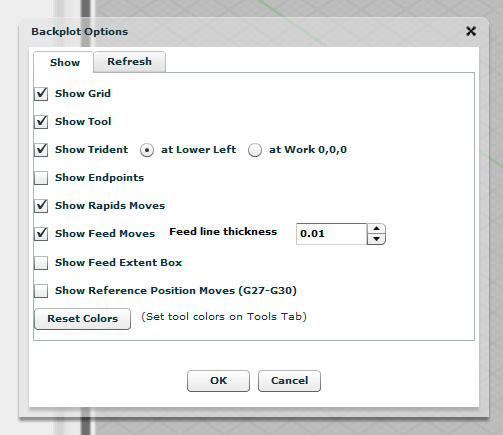 Backplot Options
Show Refresh
Show Grid
Show Tool
Show Trident at Lower Left at Work 0,0,0
Show Endpoints
Show Rapids Moves
Show Feed Moves Feed line thickness 0.01
Show Feed Extent Box
Show Reference Position Moves (G27-G30)
Reset Colors (Set tool colors on Tools Tab)
OK Cancel